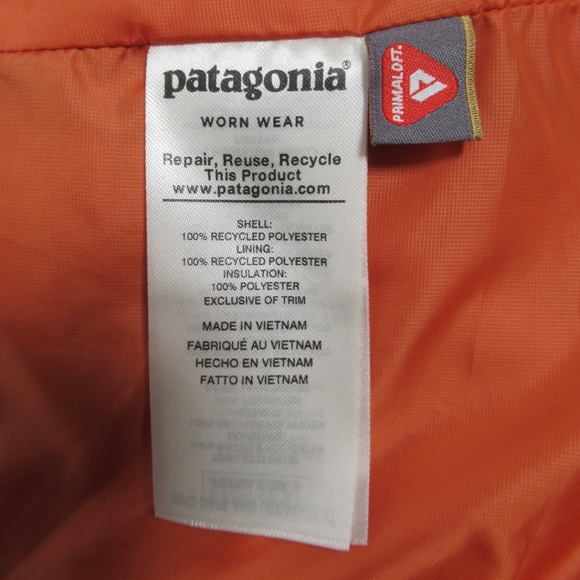 patagonia®
WORN WEAR
Repair, Reuse, Recycle
This Product
www.patagonia.com
SHELL:
100% RECYCLED POLYESTER
LINING:
100% RECYCLED POLYESTER
INSULATION:
100% POLYESTER
EXCLUSIVE OF TRIM
MADE IN VIETNAM
FABRIQUÉ AU VIETNAM
HECHO EN VIETNAM
FATTO IN VIETNAM
PRIMALOFT®